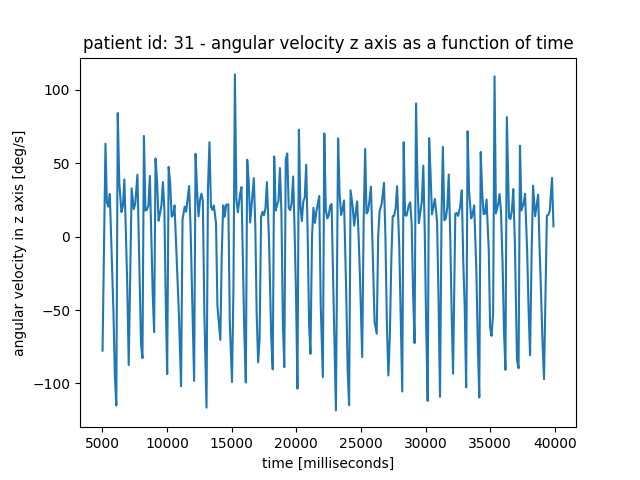 patient id: 31 - angular velocity z axis as a function of time
angular velocity in z axis [deg/s]
100
50
0
−50
−100
5000 10000 15000 20000 25000 30000 35000 40000
time [milliseconds]